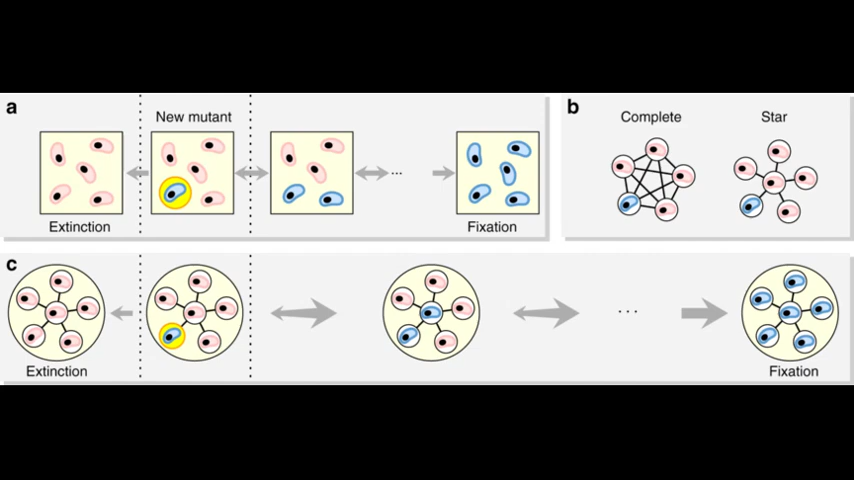 a
New mutant
...
Extinction
Fixation
b
Complete
Star
c
...
Extinction
Fixation